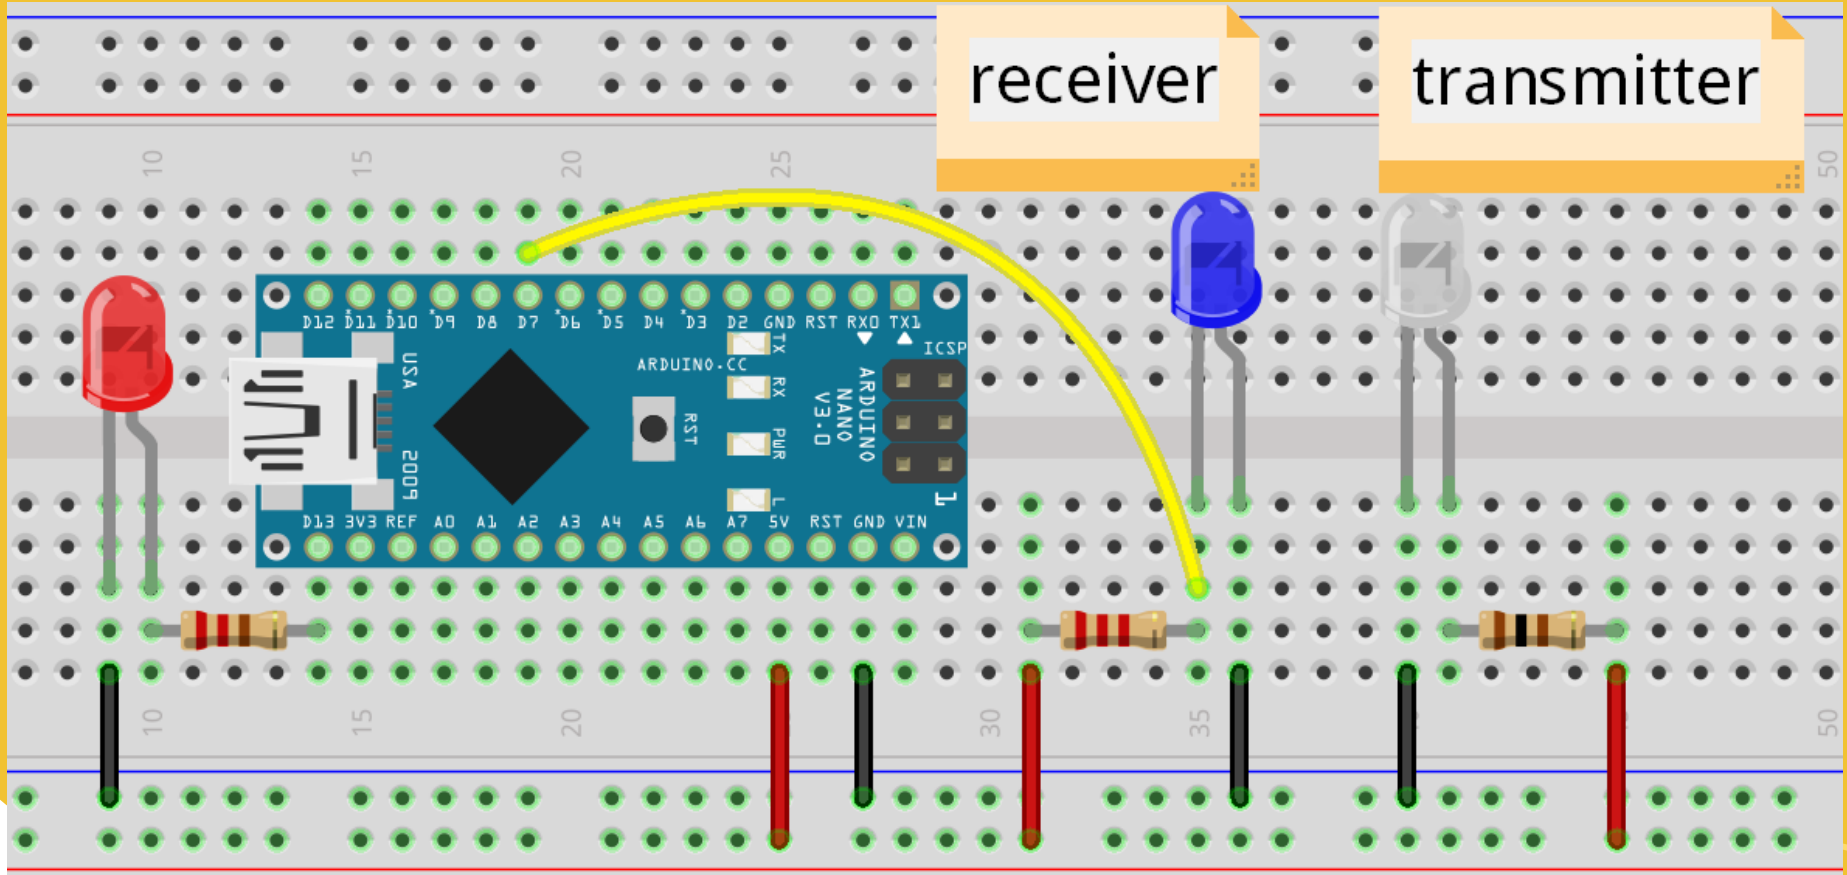 receiver
transmitter
10 15 20 25 50
D12 D11 D10 D9 D8 D7 D6 D5 D4 D3 D2 GND RST RX0 TX1
ICSP
ARDUINO.CC
TX
RX
PWR
L
RST
USA
2009
ARDUINO
NANO
V3.0
1
D13 3V3 REF A0 A1 A2 A3 A4 A5 A6 A7 5V RST GND VIN
10 15 20 30 35 50